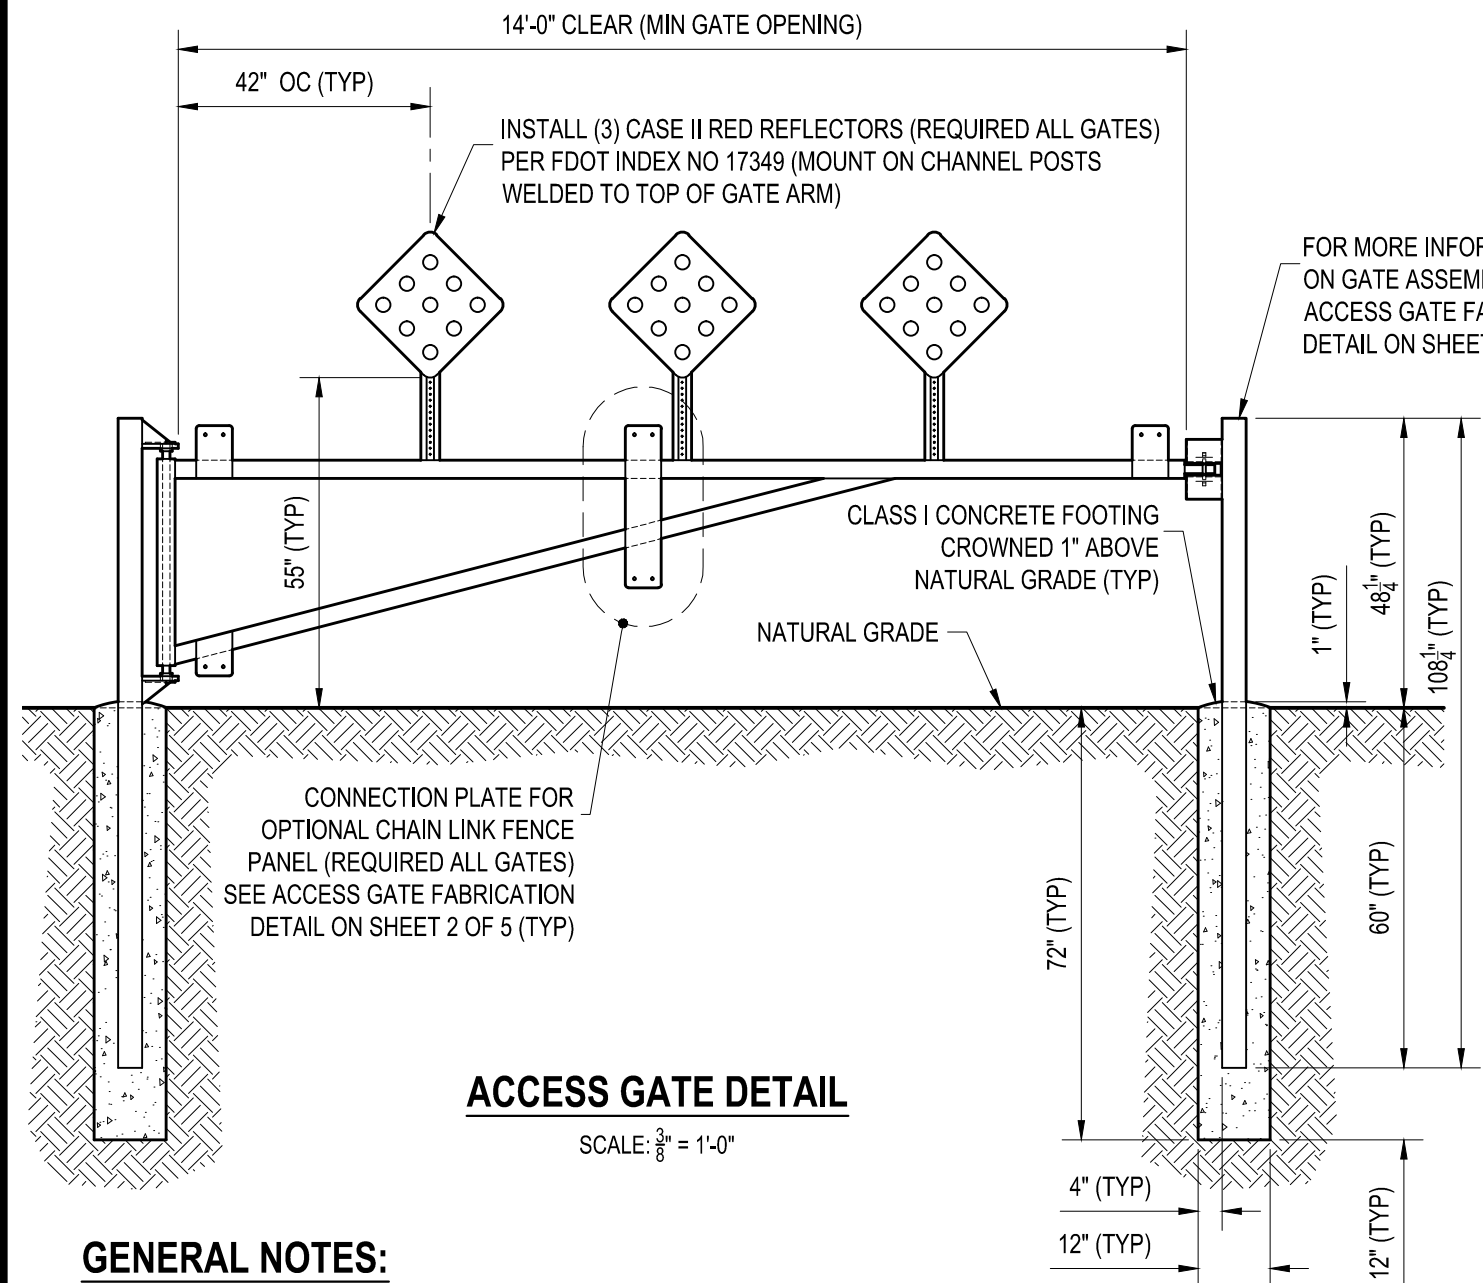 14'-0" CLEAR (MIN GATE OPENING)
42" OC (TYP)
INSTALL (3) CASE II RED REFLECTORS (REQUIRED ALL GATES)
PER FDOT INDEX NO 17349 (MOUNT ON CHANNEL POSTS
WELDED TO TOP OF GATE ARM)
FOR MORE INFOR
ON GATE ASSEM
ACCESS GATE FA
DETAIL ON SHEET
55" (TYP)
CLASS I CONCRETE FOOTING
CROWNED 1" ABOVE
NATURAL GRADE (TYP)
NATURAL GRADE
1" (TYP)
48 1/4" (TYP)
108 1/4" (TYP)
CONNECTION PLATE FOR
OPTIONAL CHAIN LINK FENCE
PANEL (REQUIRED ALL GATES)
SEE ACCESS GATE FABRICATION
DETAIL ON SHEET 2 OF 5 (TYP)
72" (TYP)
60" (TYP)
ACCESS GATE DETAIL
SCALE: 3/8" = 1'-0"
4" (TYP)
12" (TYP)
12" (TYP)
GENERAL NOTES: